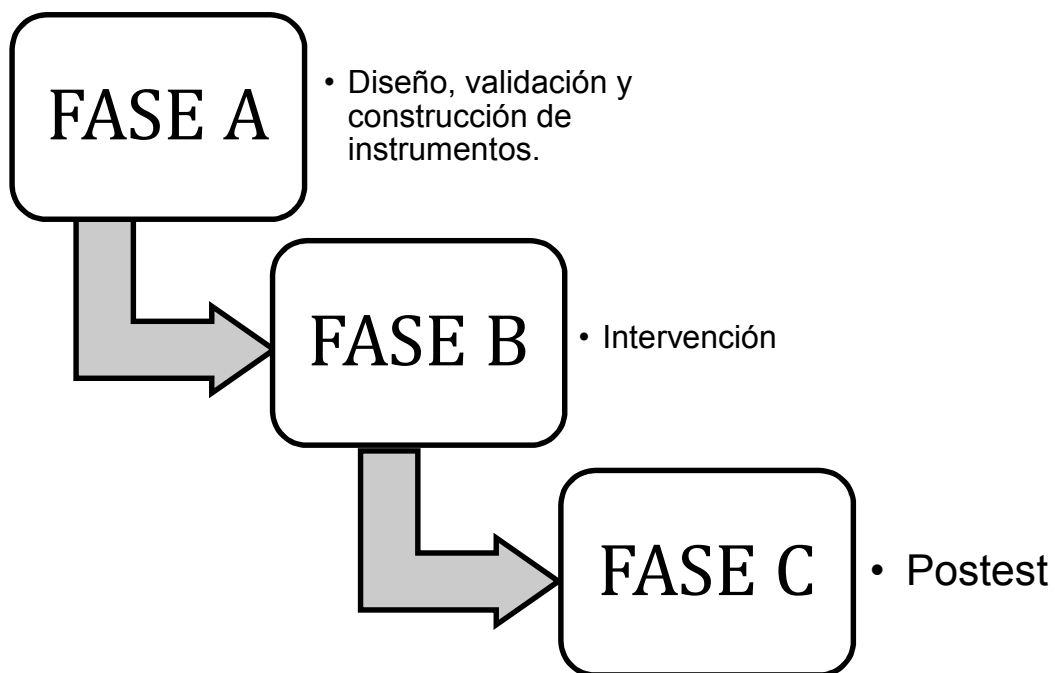 FASE A
• Diseño, validación y
construcción de
instrumentos.
FASE B
• Intervención
FASE C
• Postest